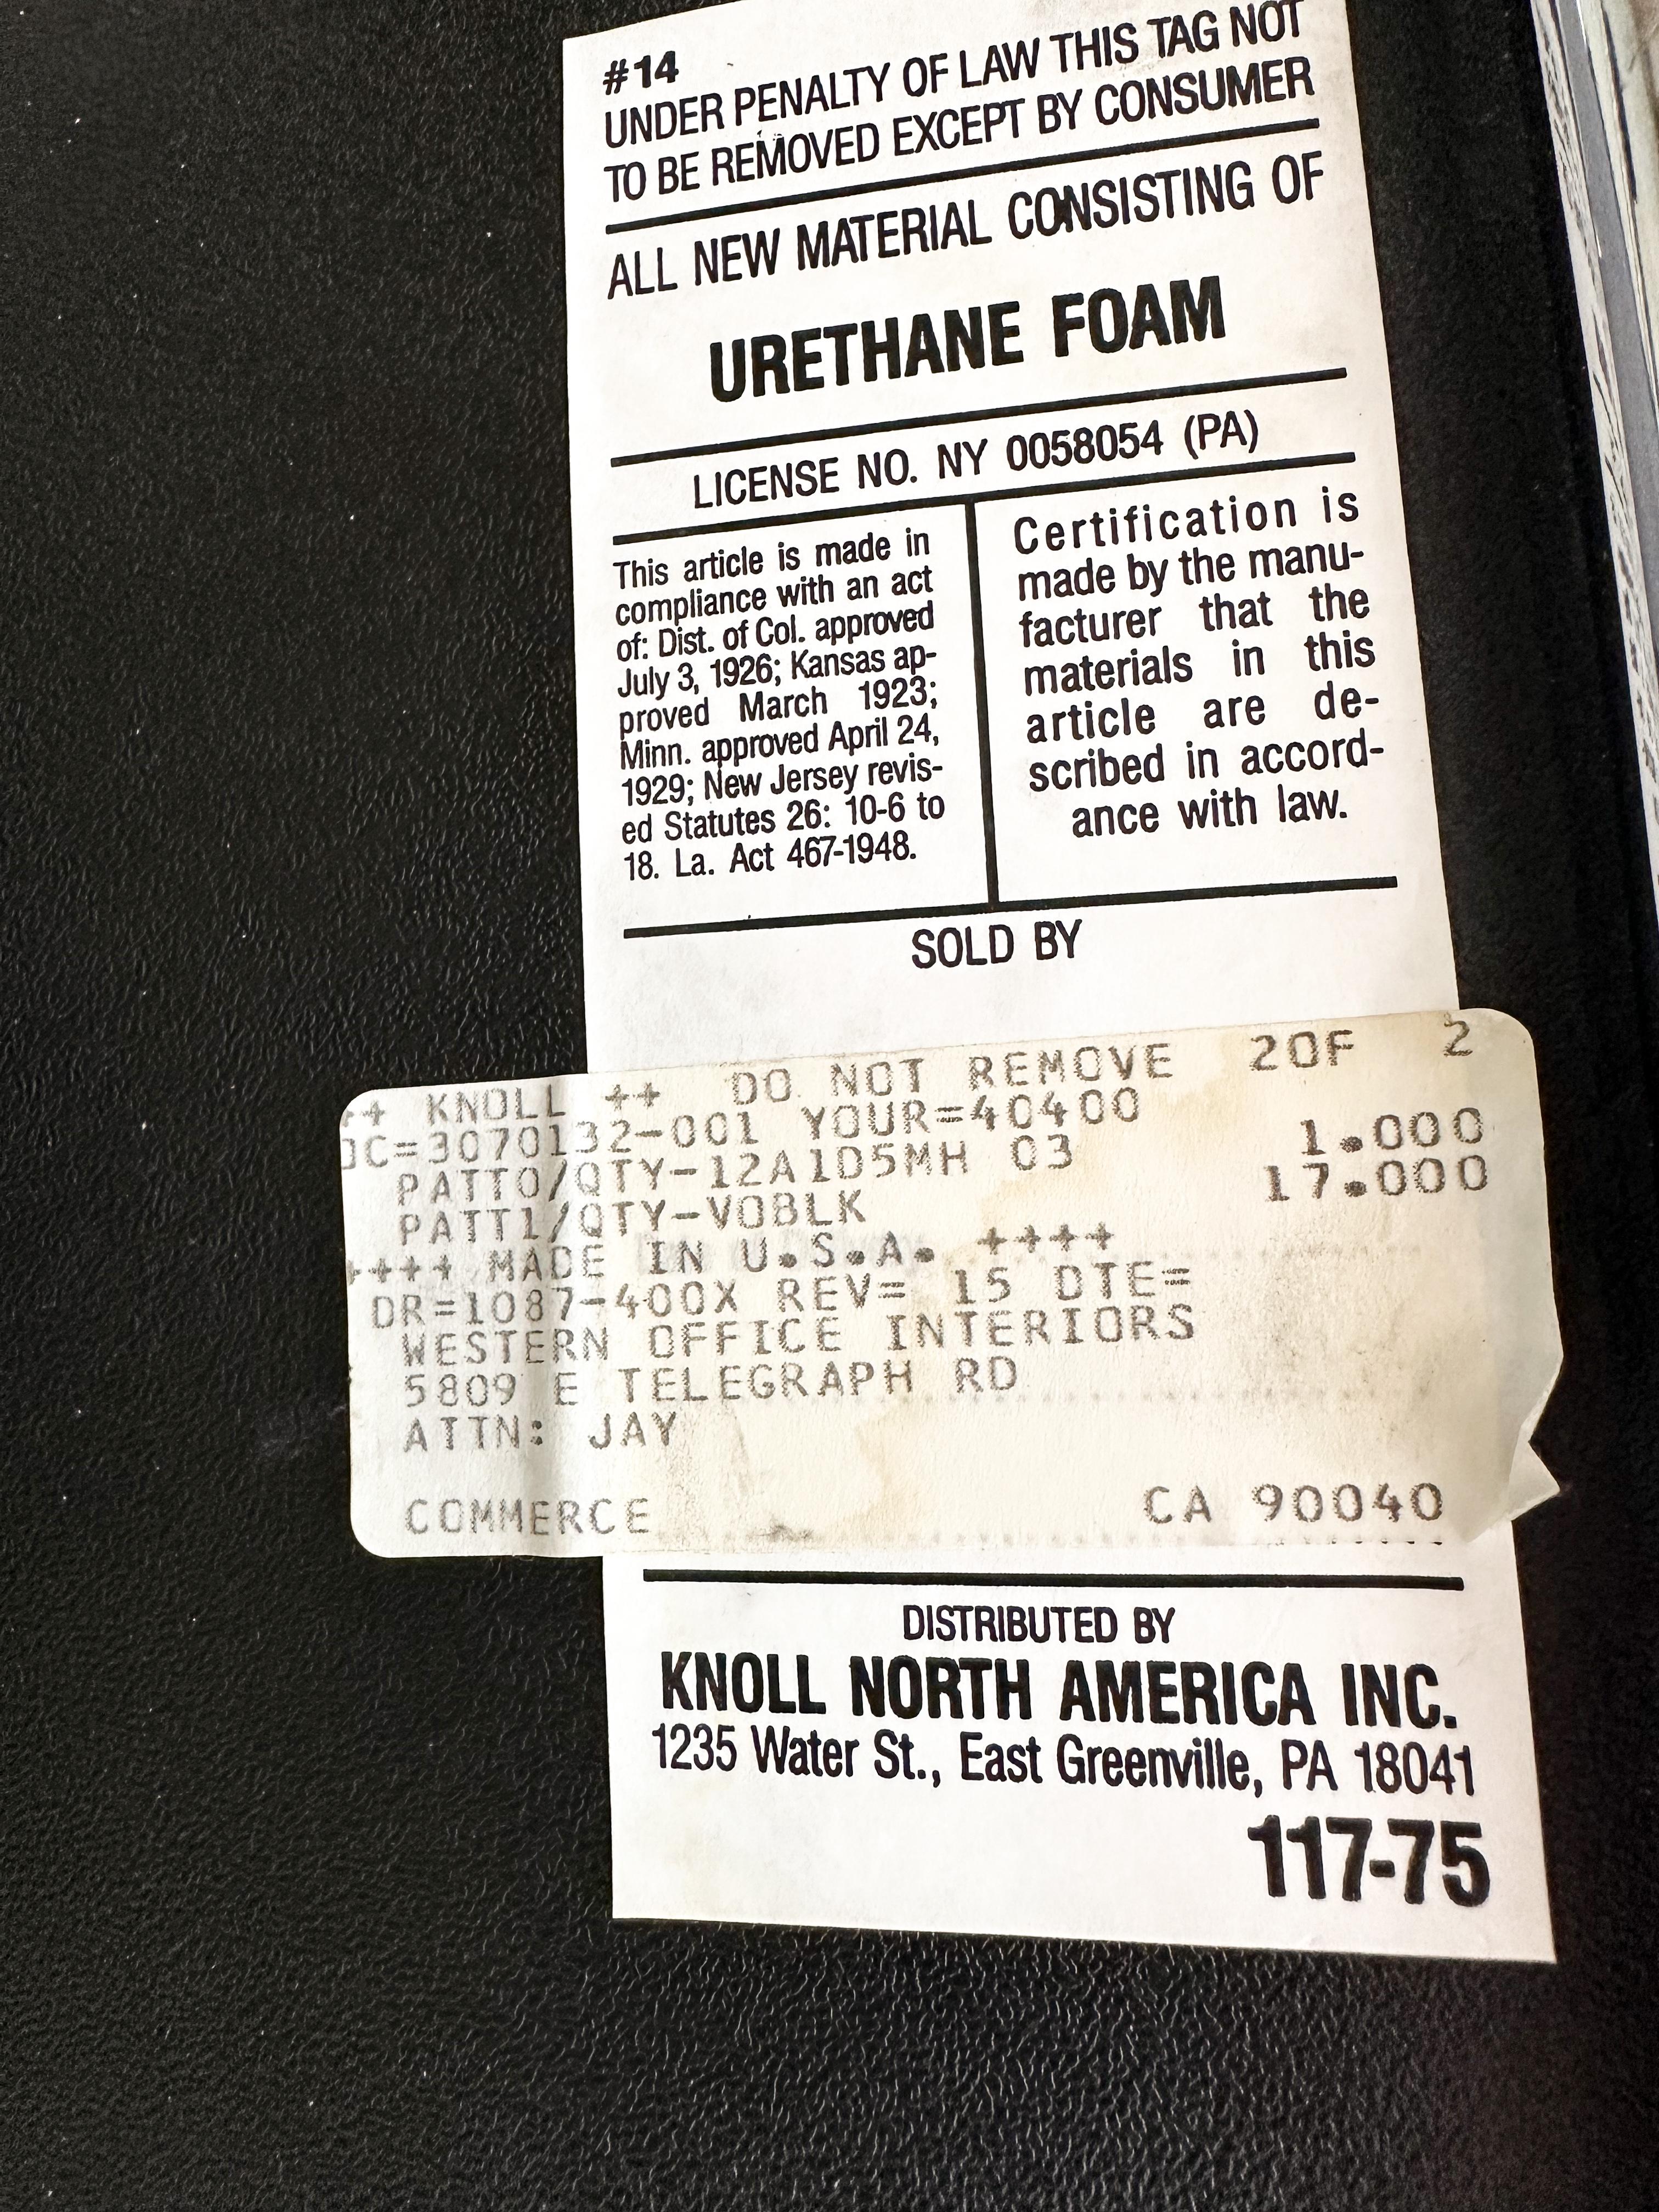 #14
UNDER PENALTY OF LAW THIS TAG NOT
TO BE REMOVED EXCEPT BY CONSUMER
ALL NEW MATERIAL CONSISTING OF
URETHANE FOAM
LICENSE NO. NY 0058054 (PA)
This article is made in
compliance with an act
of: Dist. of Col. approved
July 3, 1926; Kansas ap-
proved March 1923;
Minn. approved April 24,
1929; New Jersey revis-
ed Statutes 26: 10-6 to
18. La. Act 467-1948.
Certification is
made by the manu-
facturer that the
materials in this
article are de-
scribed in accord-
ance with law.
SOLD BY
++ KNOLL ++ DO NOT REMOVE 2OF 2
OC=3070132-001 YOUR=40400
PATT0/QTY-12A1D5MH 03 1.000
PATT1/QTY-VOBLK 17.000
++++ MADE IN U.S.A. ++++
DR=1087-400X REV= 15 DTE=
WESTERN OFFICE INTERIORS
5809 E TELEGRAPH RD
ATTN: JAY
COMMERCE CA 90040
DISTRIBUTED BY
KNOLL NORTH AMERICA INC.
1235 Water St., East Greenville, PA 18041
117-75